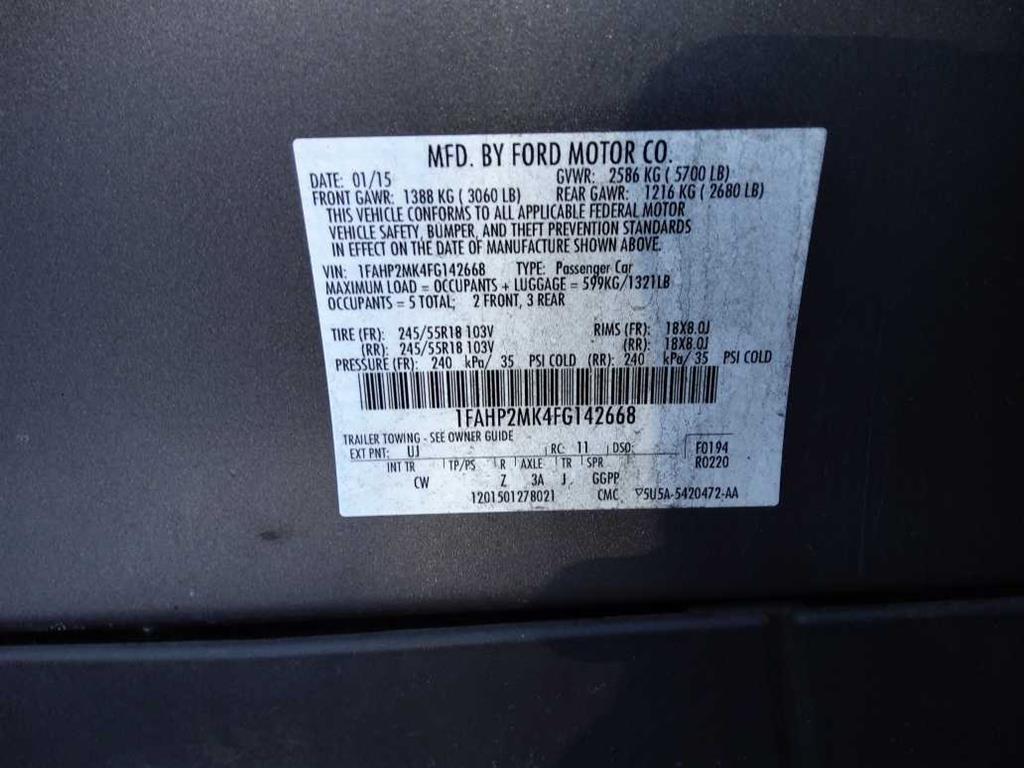 MFD. BY FORD MOTOR CO.
DATE: 01/15 GVWR: 2586 KG ( 5700 LB)
FRONT GAWR: 1388 KG ( 3060 LB) REAR GAWR: 1216 KG ( 2680 LB)
THIS VEHICLE CONFORMS TO ALL APPLICABLE FEDERAL MOTOR
VEHICLE SAFETY, BUMPER, AND THEFT PREVENTION STANDARDS
IN EFFECT ON THE DATE OF MANUFACTURE SHOWN ABOVE.
VIN: 1FAHP2MK4FG142668 TYPE: Passenger Car
MAXIMUM LOAD = OCCUPANTS + LUGGAGE = 599KG/1321LB
OCCUPANTS = 5 TOTAL; 2 FRONT, 3 REAR
TIRE (FR): 245/55R18 103V RIMS (FR): 18X8.0J
(RR): 245/55R18 103V (RR): 18X8.0J
PRESSURE (FR): 240 kPa/ 35 PSI COLD (RR): 240 kPa/ 35 PSI COLD
1FAHP2MK4FG142668
TRAILER TOWING - SEE OWNER GUIDE
EXT PNT: UJ RC: 11 DSO: F0194
INT TR TP/PS R AXLE TR SPR R0220
CW Z 3A J GGPP
1201501278021 CMC 5U5A-5420472-AA